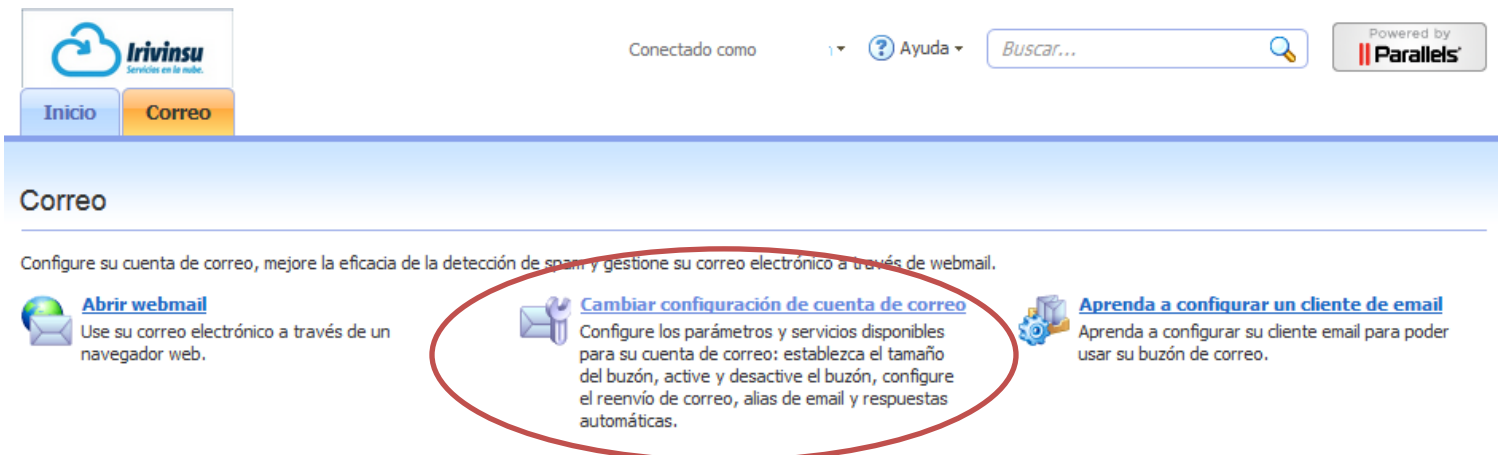 Irivinsu
Servicios en la nube.
Conectado como
Ayuda
Buscar...
Powered by
Parallels
Inicio
Correo
Correo
Configure su cuenta de correo, mejore la eficacia de la detección de spam y gestione su correo electrónico a través de webmail.
Abrir webmail
Use su correo electrónico a través de un
navegador web.
Cambiar configuración de cuenta de correo
Configure los parámetros y servicios disponibles
para su cuenta de correo: establezca el tamaño
del buzón, active y desactive el buzón, configure
el reenvío de correo, alias de email y respuestas
automáticas.
Aprenda a configurar un cliente de email
Aprenda a configurar su cliente email para poder
usar su buzón de correo.